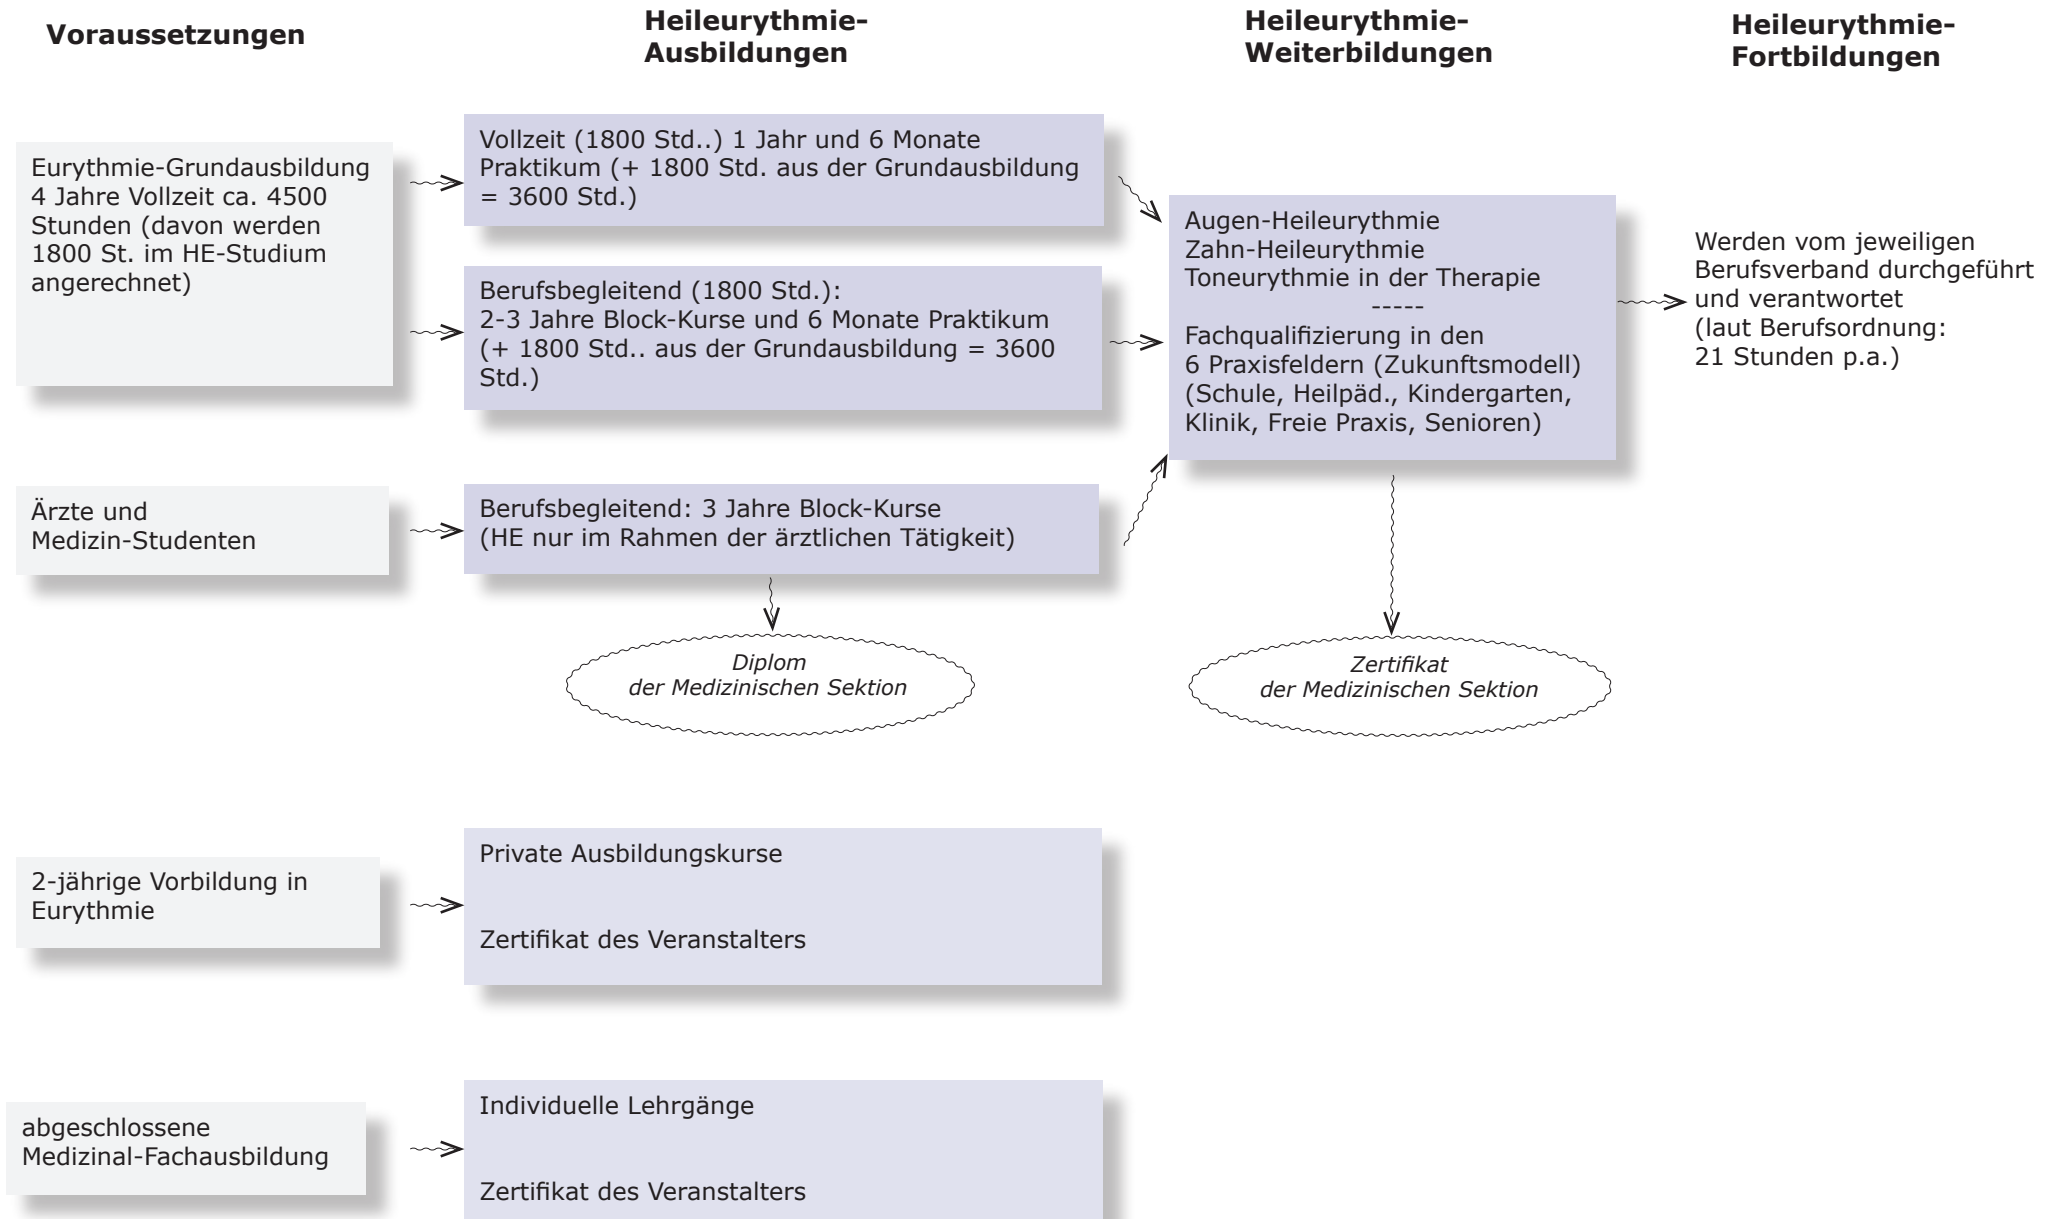 Voraussetzungen
Heileurythmie-
Ausbildungen
Heileurythmie-
Weiterbildungen
Heileurythmie-
Fortbildungen
Eurythmie-Grundausbildung
4 Jahre Vollzeit ca. 4500
Stunden (davon werden
1800 St. im HE-Studium
angerechnet)
Vollzeit (1800 Std..) 1 Jahr und 6 Monate
Praktikum (+ 1800 Std. aus der Grundausbildung
= 3600 Std.)
Berufsbegleitend (1800 Std.):
2-3 Jahre Block-Kurse und 6 Monate Praktikum
(+ 1800 Std.. aus der Grundausbildung = 3600
Std.)
Augen-Heileurythmie
Zahn-Heileurythmie
Toneurythmie in der Therapie
-----
Fachqualifizierung in den
6 Praxisfeldern (Zukunftsmodell)
(Schule, Heilpäd., Kindergarten,
Klinik, Freie Praxis, Senioren)
Werden vom jeweiligen
Berufsverband durchgeführt
und verantwortet
(laut Berufsordnung:
21 Stunden p.a.)
Ärzte und
Medizin-Studenten
Berufsbegleitend: 3 Jahre Block-Kurse
(HE nur im Rahmen der ärztlichen Tätigkeit)
Diplom
der Medizinischen Sektion
Zertifikat
der Medizinischen Sektion
2-jährige Vorbildung in
Eurythmie
Private Ausbildungskurse
Zertifikat des Veranstalters
abgeschlossene
Medizinal-Fachausbildung
Individuelle Lehrgänge
Zertifikat des Veranstalters